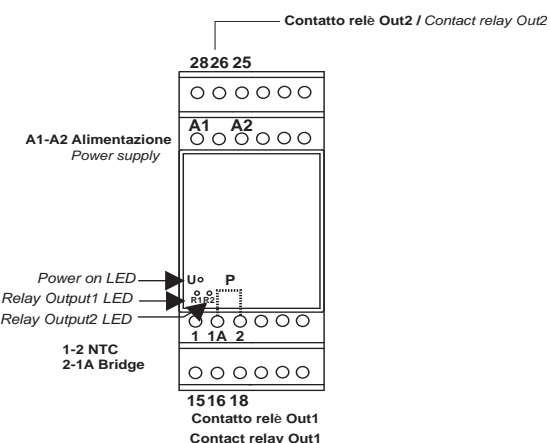 Contatto relè Out2 / Contact relay Out2
28 26 25
A1 A2
A1-A2 Alimentazione
Power supply
Power on LED
U P
Relay Output1 LED
R1 R2
Relay Output2 LED
1 1A 2
1-2 NTC
2-1A Bridge
15 16 18
Contatto relè Out1
Contact relay Out1